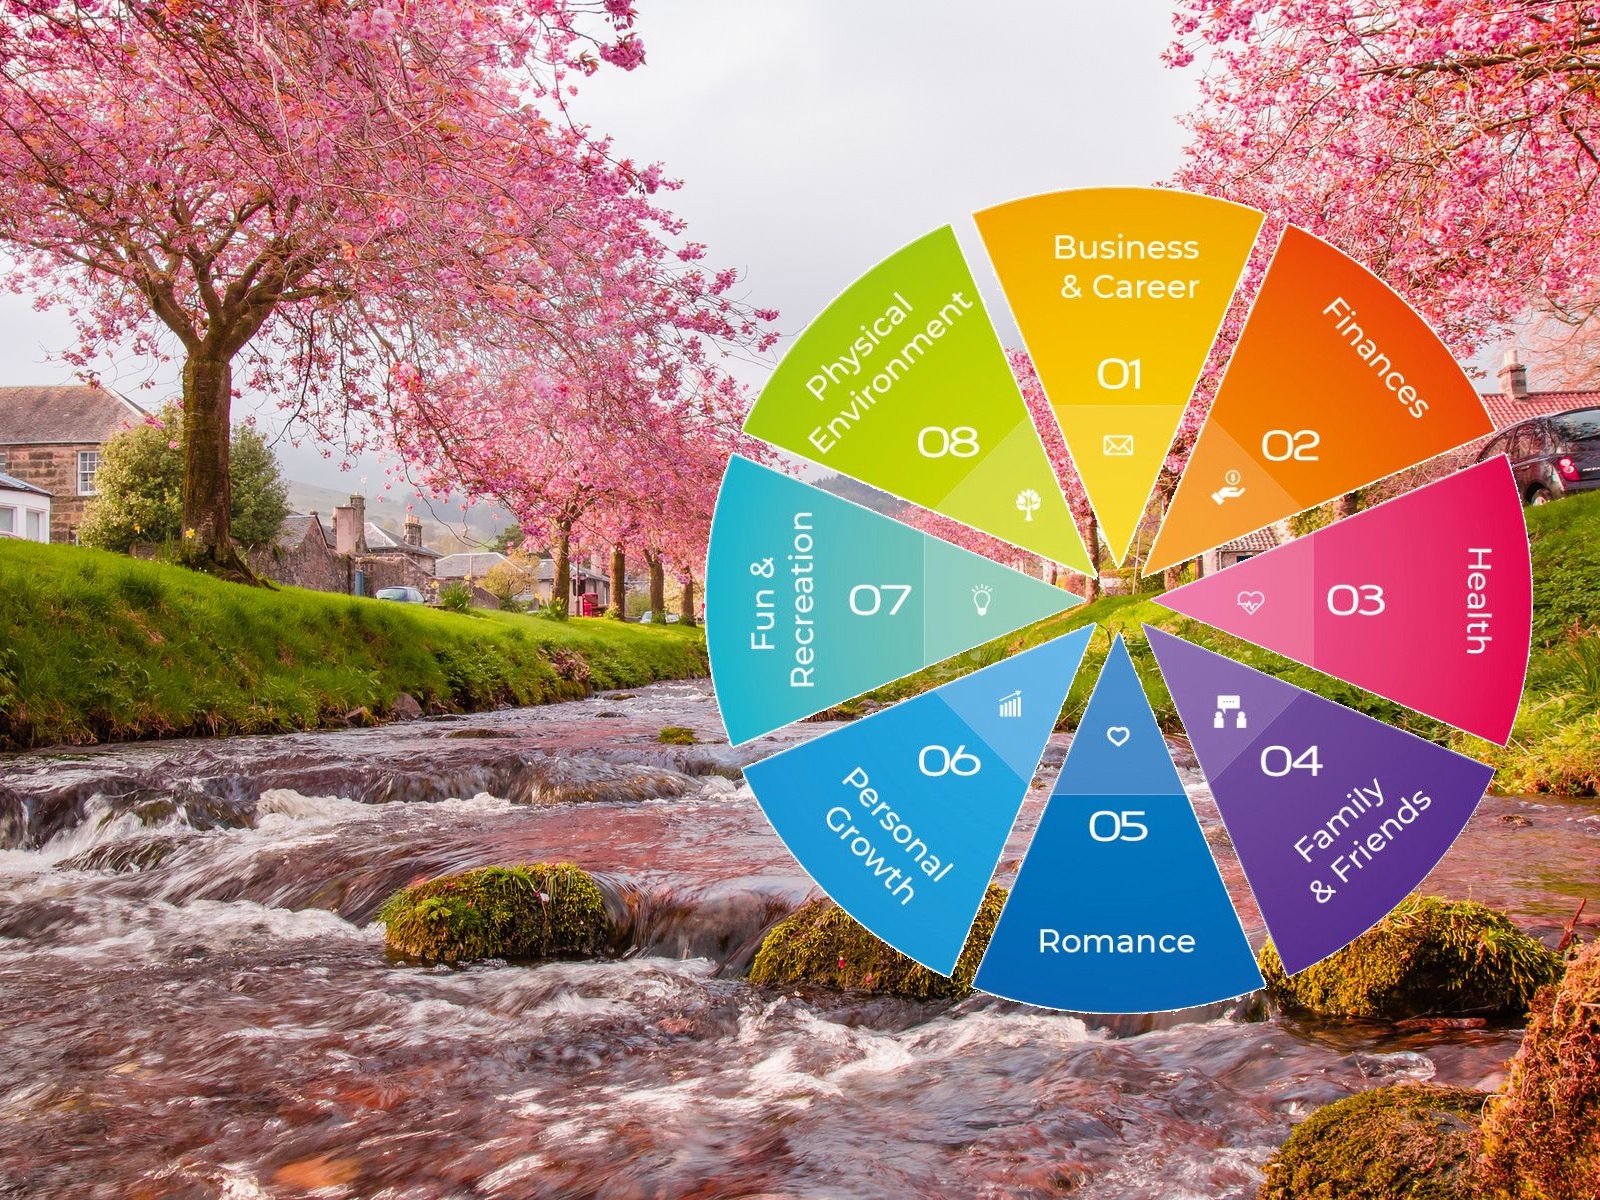 Business
& Career
01
Finances
02
Health
03
04
Family
& Friends
05
Romance
06
Personal
Growth
07
Fun &
Recreation
08
Physical
Environment